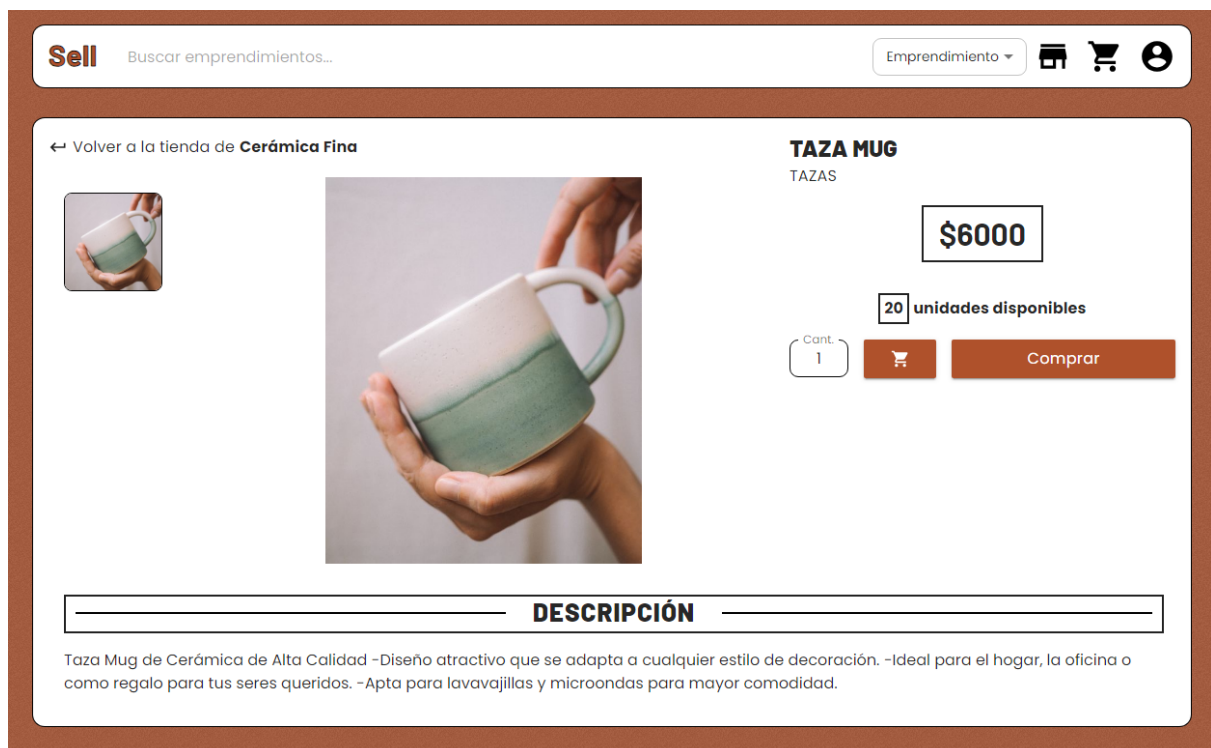 Sell
Buscar emprendimientos...
Emprendimiento
Volver a la tienda de Cerámica Fina
TAZA MUG
TAZAS
$6000
20 unidades disponibles
Cant.
1
Comprar
DESCRIPCIÓN
Taza Mug de Cerámica de Alta Calidad -Diseño atractivo que se adapta a cualquier estilo de decoración. -Ideal para el hogar, la oficina o
como regalo para tus seres queridos. -Apta para lavavajillas y microondas para mayor comodidad.